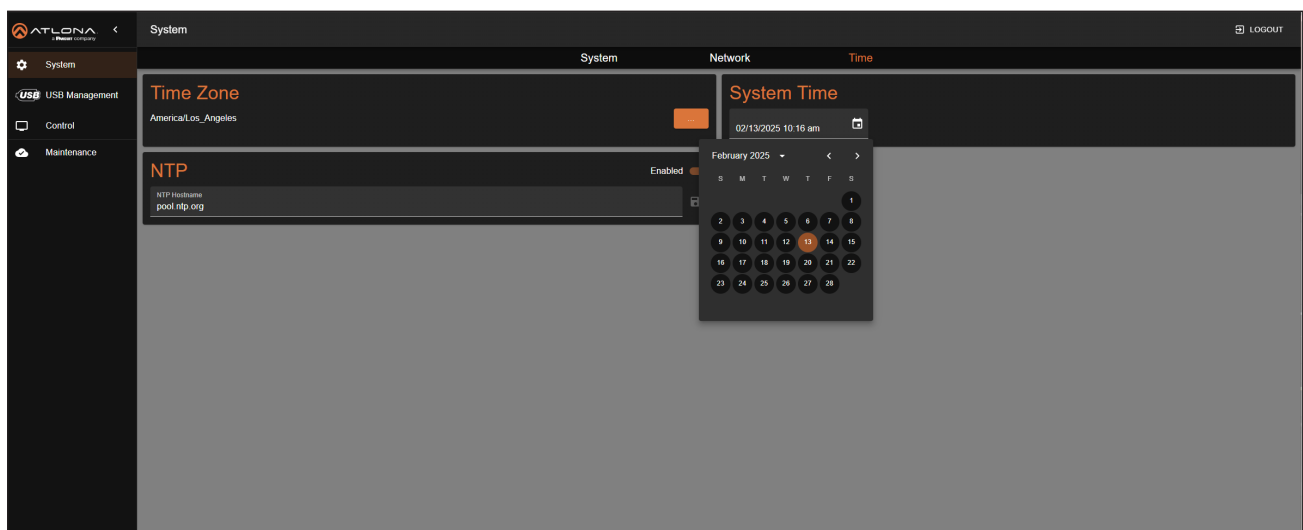 ATLONA
a PANDUIT company
System
LOGOUT
System
Network
Time
System
USB USB Management
Control
Maintenance
Time Zone
America/Los_Angeles
...
System Time
02/13/2025 10:16 am
NTP
Enabled
NTP Hostname
pool.ntp.org
February 2025
S M T W T F S
1
2 3 4 5 6 7 8
9 10 11 12 13 14 15
16 17 18 19 20 21 22
23 24 25 26 27 28